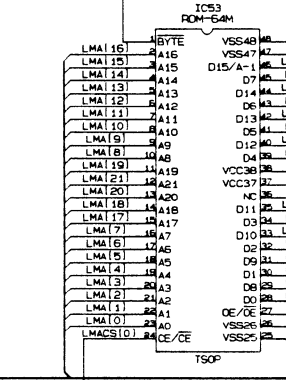 IC53
ROM-64M
1 BYTE VSS48 48
LMA[16] 2 A16 VSS47 47
LMA[15] 3 A15 D15/A-1 46
LMA[14] 4 A14 D7 45
LMA[13] 5 A13 D14 44
LMA[12] 6 A12 D6 43
LMA[11] 7 A11 D13 42
LMA[10] 8 A10 D5 41
LMA[9] 9 A9 D12 40
LMA[8] 10 A8 D4 39
LMA[19] 11 A19 VCC38 38
LMA[21] 12 A21 VCC37 37
LMA[20] 13 A20 NC 36
LMA[18] 14 A18 D11 35
LMA[17] 15 A17 D3 34
LMA[7] 16 A7 D10 33
LMA[6] 17 A6 D2 32
LMA[5] 18 A5 D9 31
LMA[4] 19 A4 D1 30
LMA[3] 20 A3 D8 29
LMA[2] 21 A2 D0 28
LMA[1] 22 A1 OE/OE 27
LMA[0] 23 A0 VSS26 26
LMACS[0] 24 CE/CE VSS25 25
TSOP